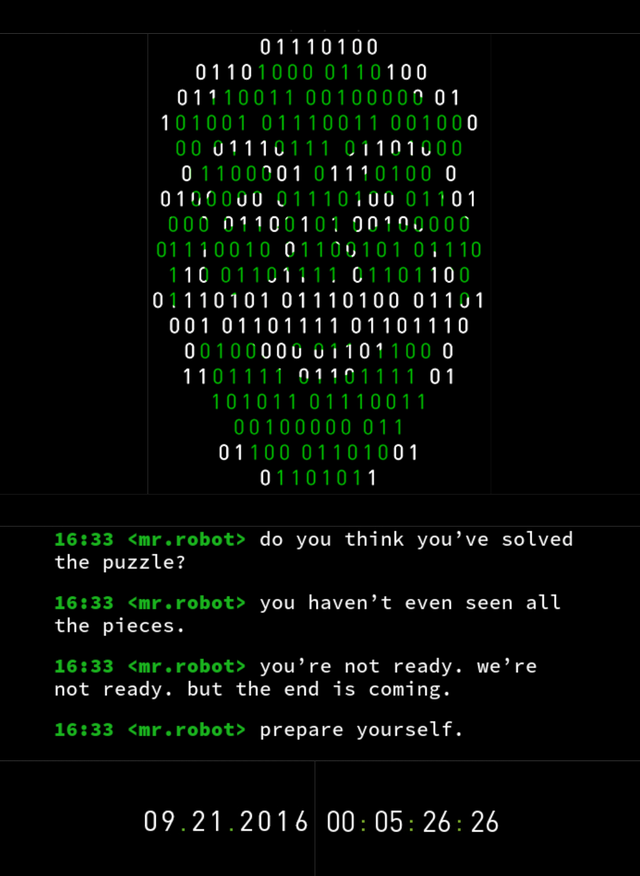 01110100
01101000 0110100
01110011 00100000 01
101001 01110011 001000
00 01110111 01101000
01100001 01110100 0
0100000 01110100 01101
000 01100101 00100000
01110010 01100101 01110
110 01101111 01101100
01110101 01110100 01101
001 01101111 01101110
00100000 01101100 0
1101111 01101111 01
101011 01110011
00100000 011
01100 01101001
01101011
16:33 <mr.robot> do you think you’ve solved
the puzzle?
16:33 <mr.robot> you haven’t even seen all
the pieces.
16:33 <mr.robot> you’re not ready. we’re
not ready. but the end is coming.
16:33 <mr.robot> prepare yourself.
09.21.2016 00:05:26:26